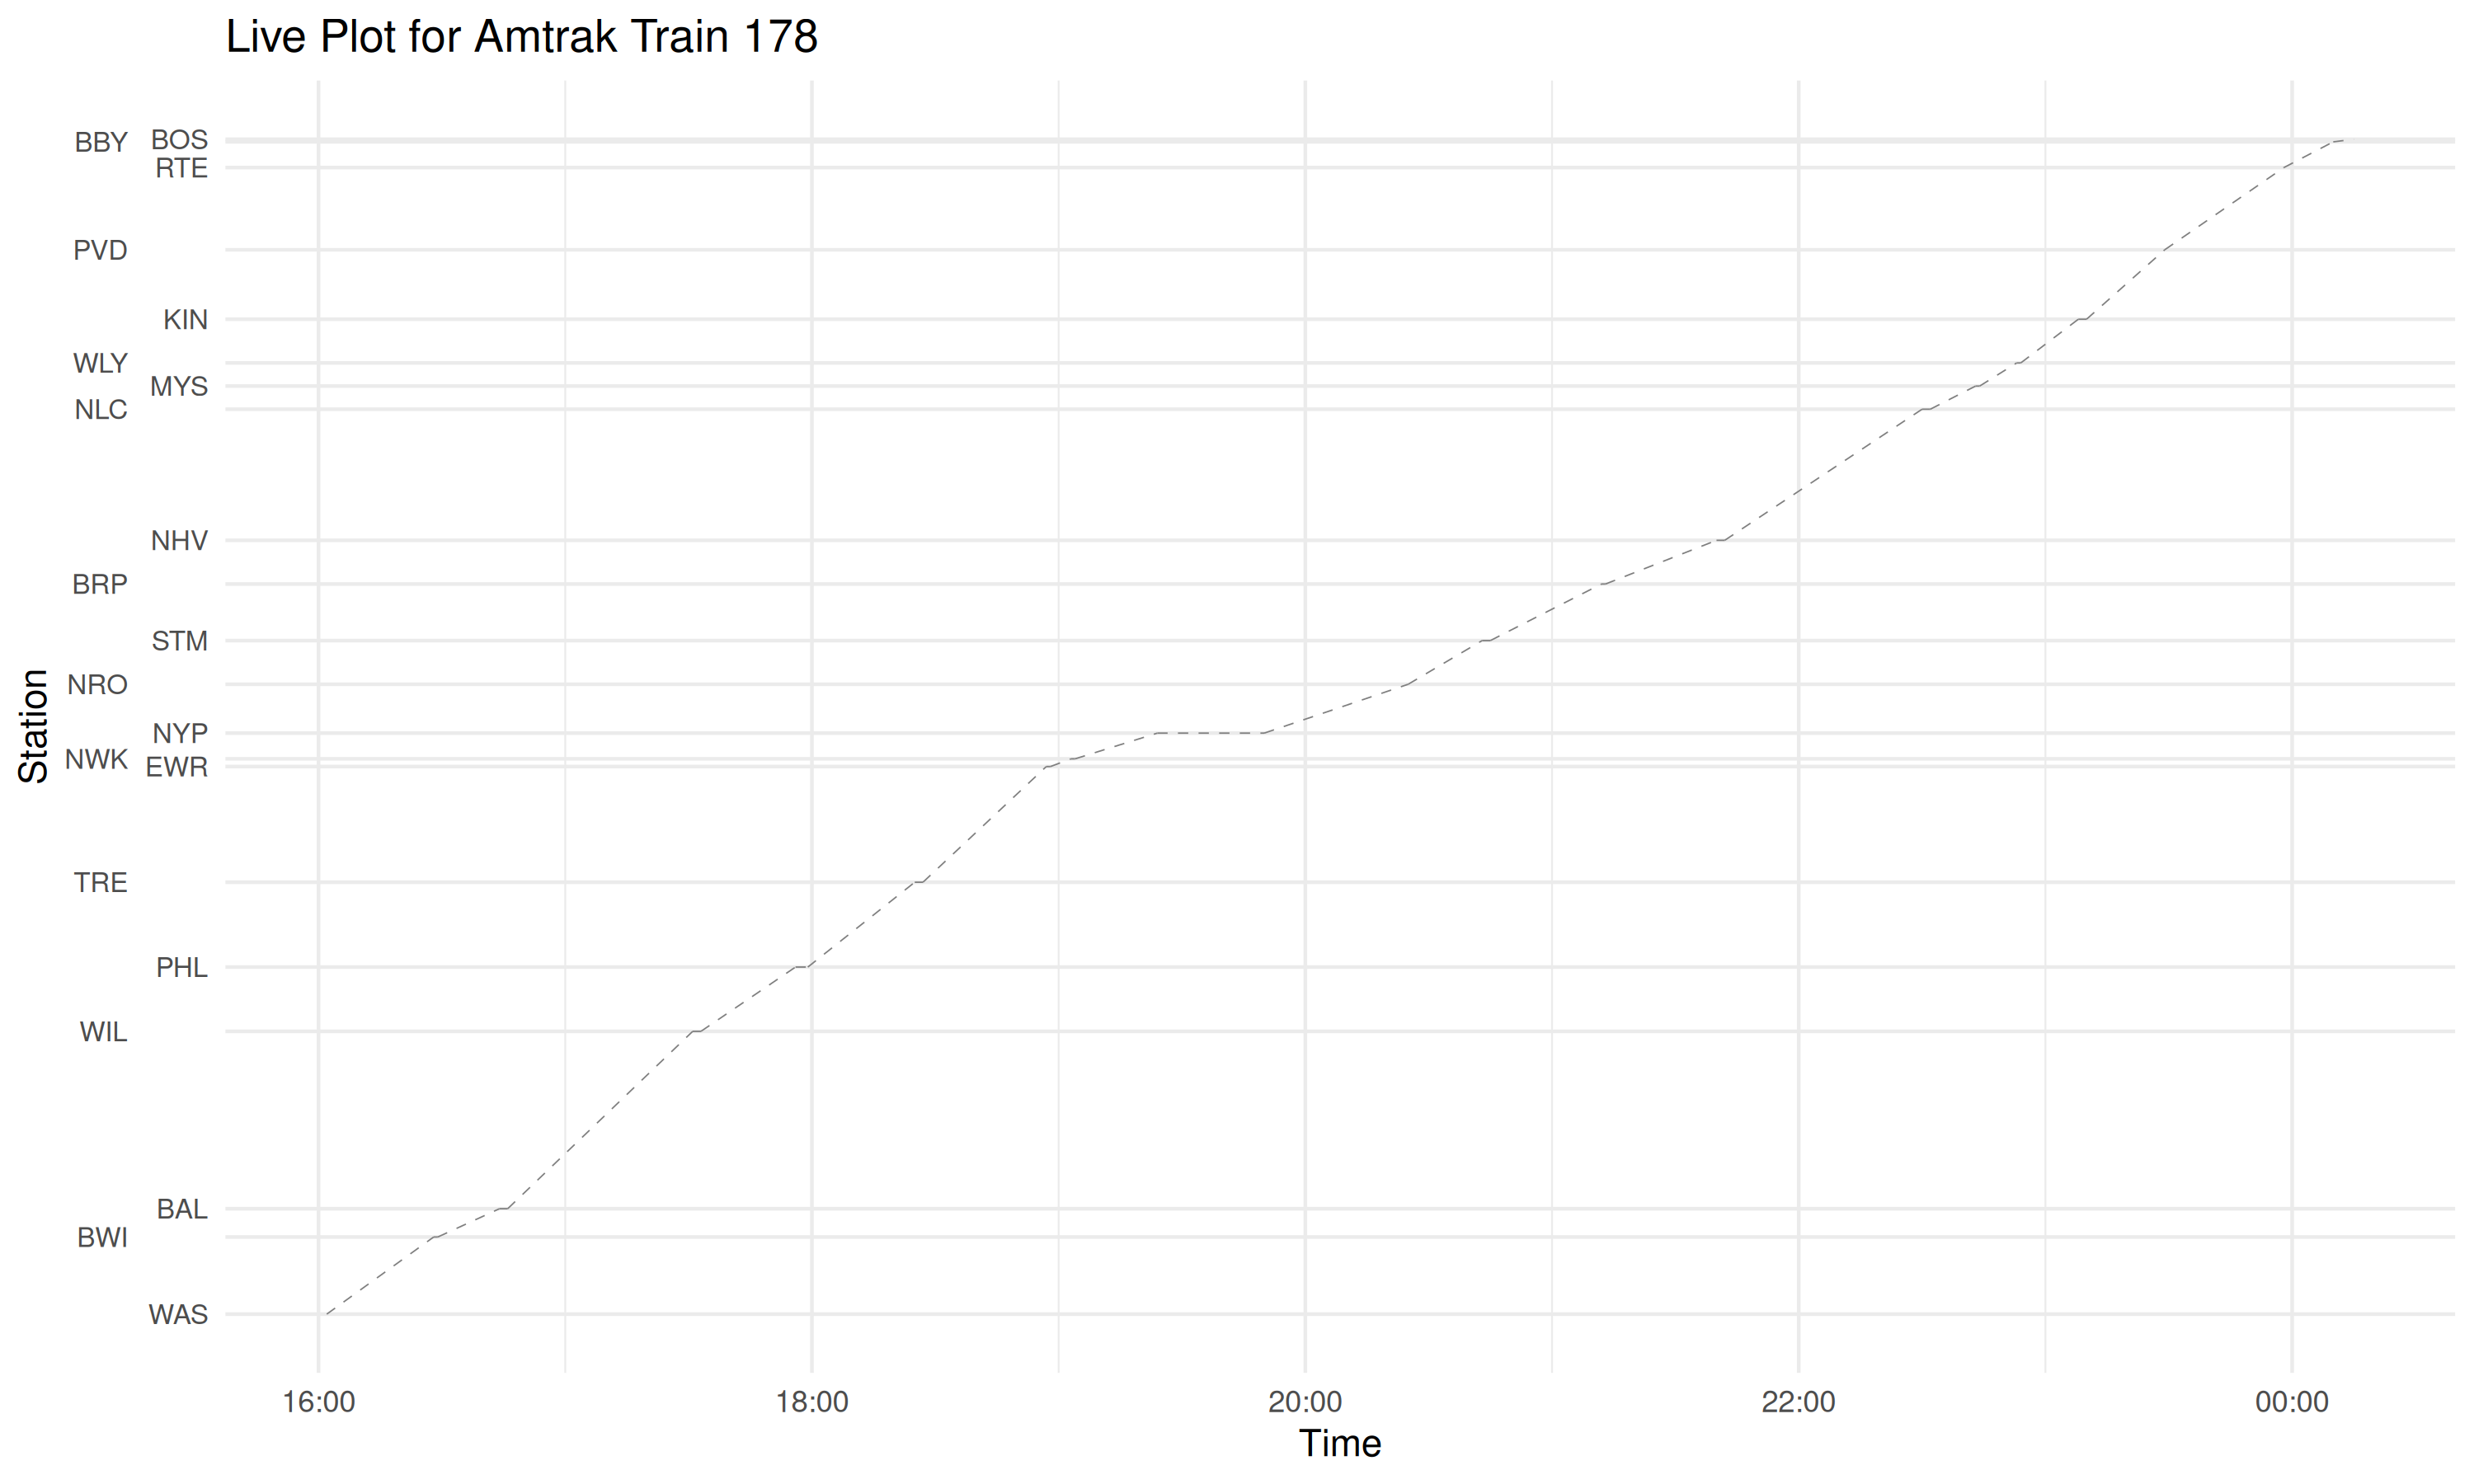 Live Plot for Amtrak Train 178
BBY BOS
RTE
PVD
KIN
WLY
MYS
NLC
NHV
BRP
STM
NRO
NYP
NWK EWR
TRE
PHL
WIL
BAL
BWI
WAS
Station
16:00 18:00 20:00 22:00 00:00
Time